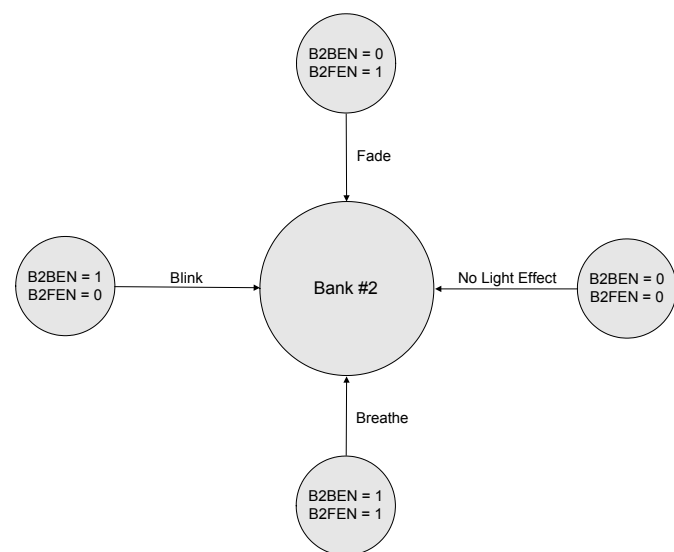 B2BEN = 0
B2FEN = 1
Fade
B2BEN = 1
B2FEN = 0
Blink
Bank #2
No Light Effect
B2BEN = 0
B2FEN = 0
Breathe
B2BEN = 1
B2FEN = 1